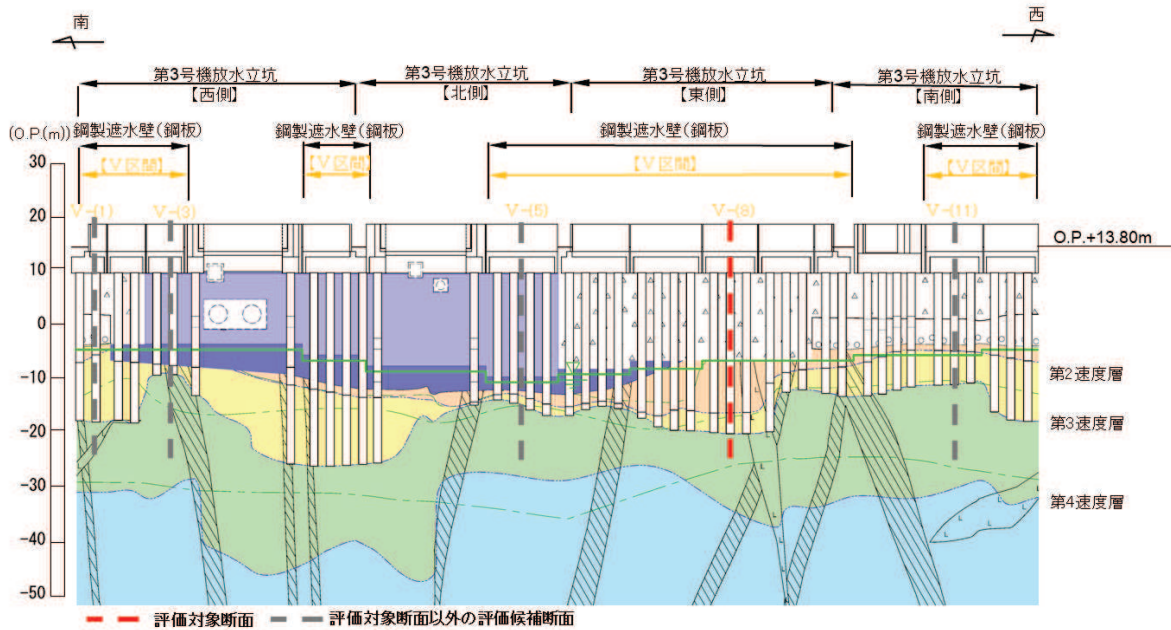 南
西
第3号機放水立坑
【西側】
第3号機放水立坑
【北側】
第3号機放水立坑
【東側】
第3号機放水立坑
【南側】
(O.P.(m))
鋼製遮水壁(鋼板)
鋼製遮水壁(鋼板)
鋼製遮水壁(鋼板)
鋼製遮水壁(鋼板)
【V区間】
【V区間】
【V区間】
【V区間】
30
20
10
0
-10
-20
-30
-40
-50
V-(1)
V-(3)
V-(5)
V-(8)
V-(11)
O.P.+13.80m
第2速度層
第3速度層
第4速度層
評価対象断面
評価対象断面以外の評価候補断面